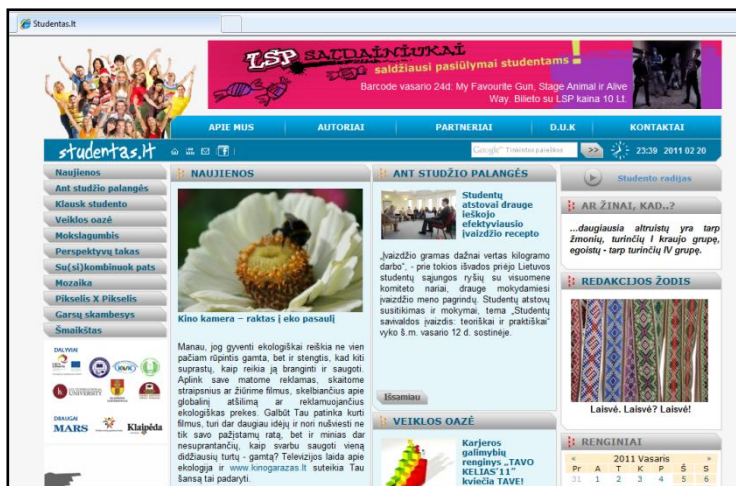 Studentas.lt
LSP SALDAINIUKAI
saldžiausi pasiūlymai studentams
Barcode vasario 24d: My Favourite Gun, Stage Animal ir Alive
Way. Bilieto su LSP kaina 10 Lt.
APIE MUS AUTORIAI PARTNERIAI D.U.K KONTAKTAI
studentas.lt
Google™ Tinkintos paieškos >> 23:39 2011 02 20
Naujienos
Ant studžio palangės
Klausk studento
Veiklos oazė
Mokslagumbis
Perspektyvų takas
Su(si)kombinuok pats
Mozaika
Pikselis X Pikselis
Garsų skambesys
Šmaikštas
DALYVIAI
KVK
UNIVERSITY
DRAUGAI
MARS Klaipėda
NAUJIENOS
Kino kamera – raktas į eko pasaulį
Manau, jog gyventi ekologiškai reiškia ne vien
pačiam rūpintis gamta, bet ir stengtis, kad kiti
suprastų, kaip reikia ją branginti ir saugoti.
Aplink save matome reklamas, skaitome
straipsnius ar žiūrime filmus, skelbiančius apie
globalinį atšilimą ar reklamuojančius
ekologiškas prekes. Galbūt Tau patinka kurti
filmus, turi dar daugiau idėjų ir nori nušviesti ne
tik savo pažįstamų ratą, bet ir minias dar
nesuprantančių, kaip svarbu saugoti vieną
didžiausių turtų - gamtą? Televizijos laida apie
ekologija ir www.kinogarazas.lt suteikia Tau
šansą tai padaryti.
ANT STUDŽIO PALANGĖS
Studentų
atstovai drauge
ieškojo
efektyviausio
įvaizdžio recepto
„Įvaizdžio gramas dažnai vertas kilogramo
darbo", - prie tokios išvados priėjo Lietuvos
studentų sąjungos ryšių su visuomene
komiteto nariai, drauge mokydamiesi
įvaizdžio meno pagrindų. Studentų atstovų
susitikimas ir mokymai, tema „Studentų
savivaldos įvaizdis: teoriškai ir praktiškai"
vyko š.m. vasario 12 d. sostinėje.
Išsamiau
VEIKLOS OAZĖ
Karjeros
galimybių
renginys „TAVO
KELIAS'11"
kviečia TAVE!
Studento radijas
AR ŽINAI, KAD..?
...daugiausia altruistų yra tarp
žmonių, turinčių I kraujo grupę,
egoistų - tarp turinčių IV grupę.
REDAKCIJOS ŽODIS
Laisvė. Laisvė? Laisvė!
RENGINIAI
« 2011 Vasaris »
Pr A T K P Š S
31 1 2 3 4 5 6